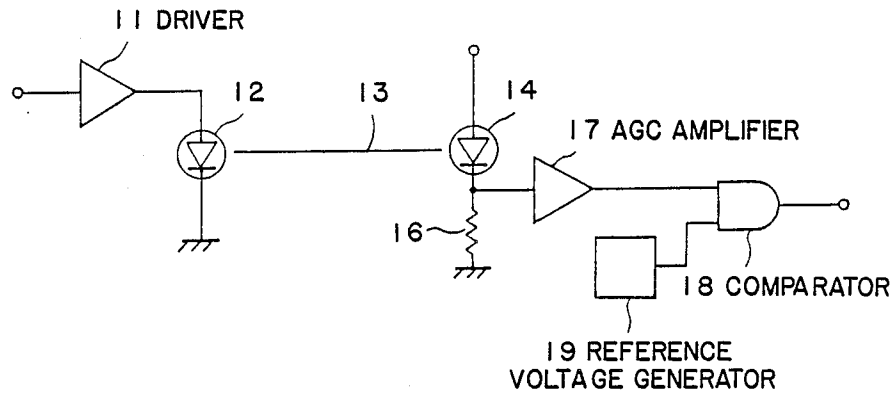 11 DRIVER
12
13
14
17 AGC AMPLIFIER
16
18 COMPARATOR
19 REFERENCE
VOLTAGE GENERATOR